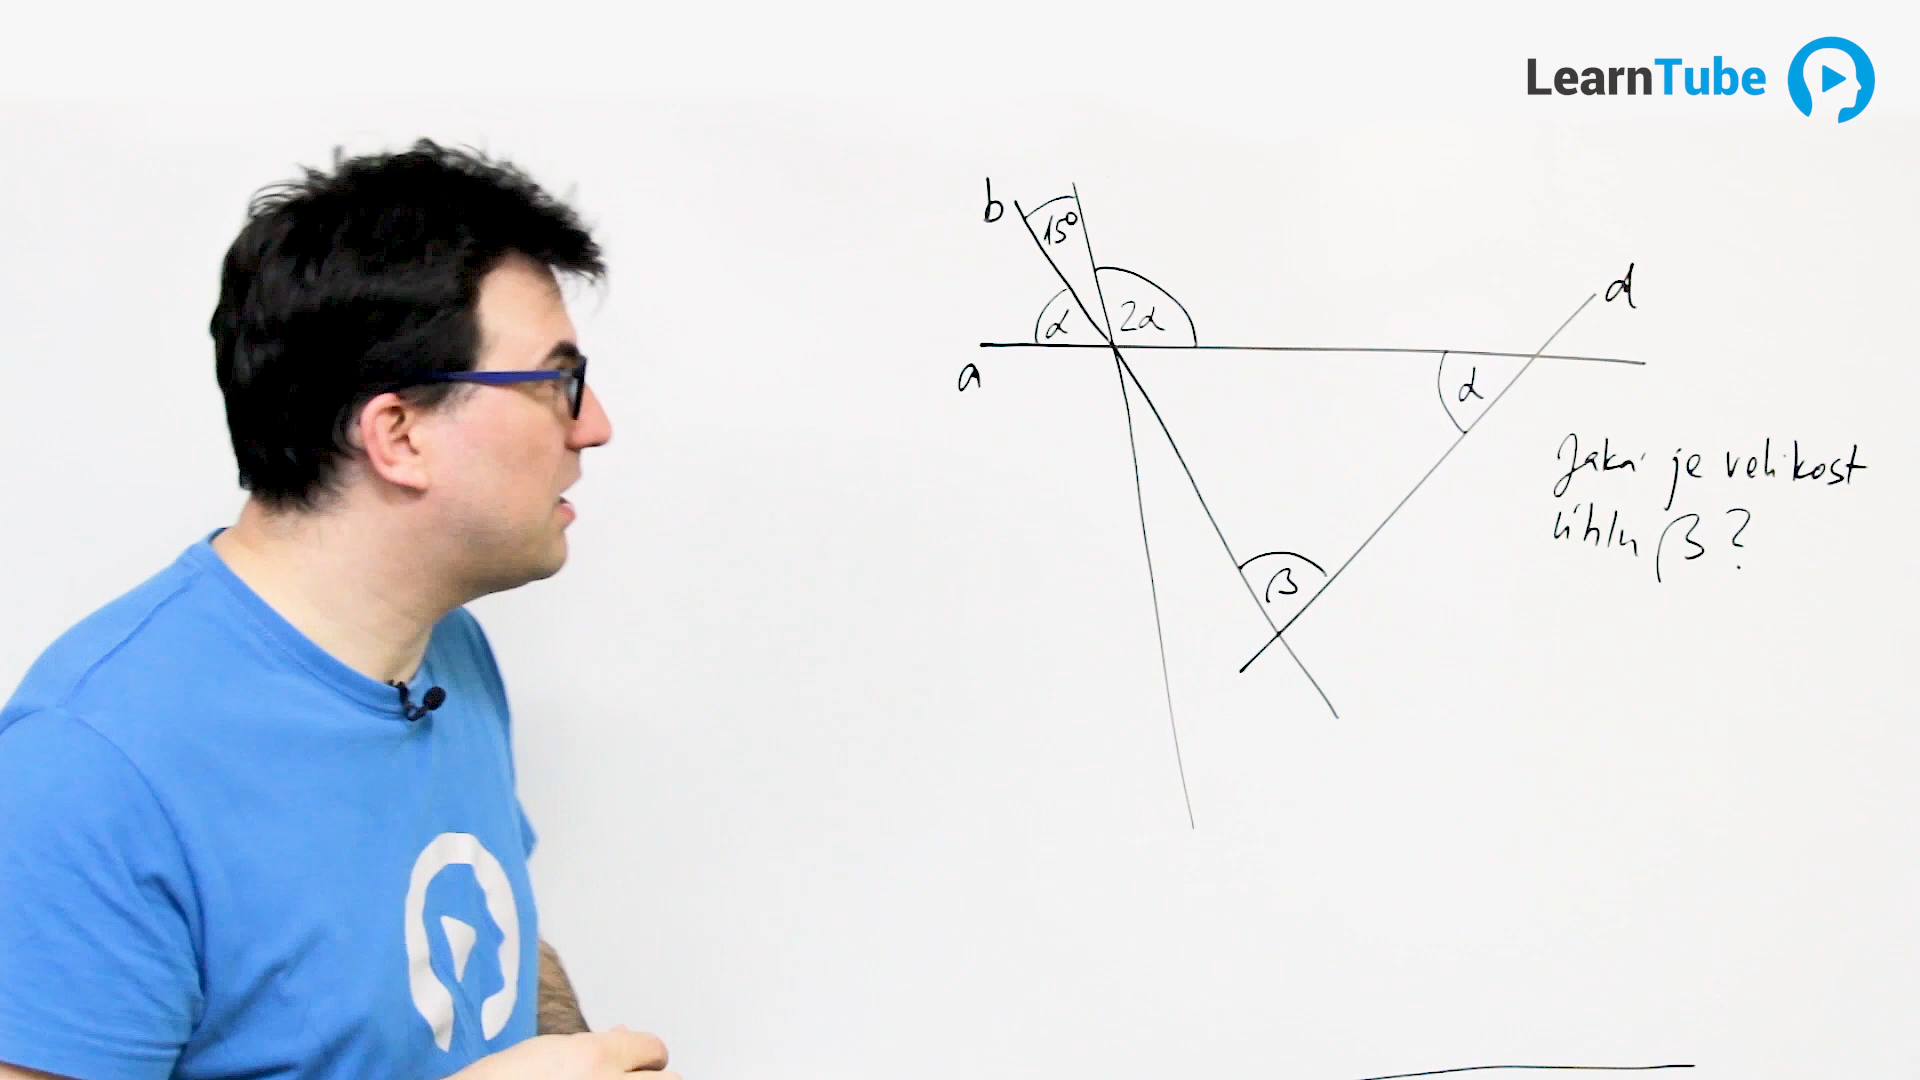 LearnTube
b
15°
d
α
2α
a
α
Jaká je velikost
úhlu β?
β